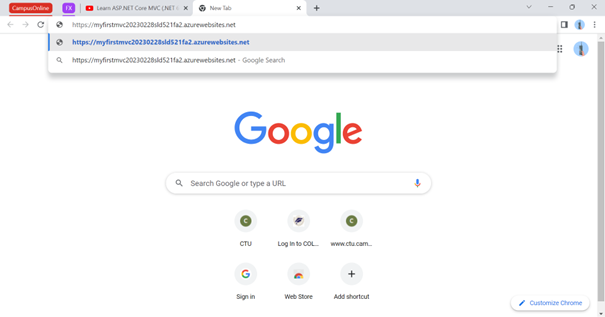 CampusOnline
FX
Learn ASP.NET Core MVC (.NET
New Tab
https://myfirstmvc20230228sld521fa2.azurewebsites.net
https://myfirstmvc20230228sld521fa2.azurewebsites.net
https://myfirstmvc20230228sld521fa2.azurewebsites.net - Google Search
Google
Search Google or type a URL
C
C
CTU
Log In to COL...
www.ctu.cam...
G
Sign in
Web Store
Add shortcut
Customize Chrome